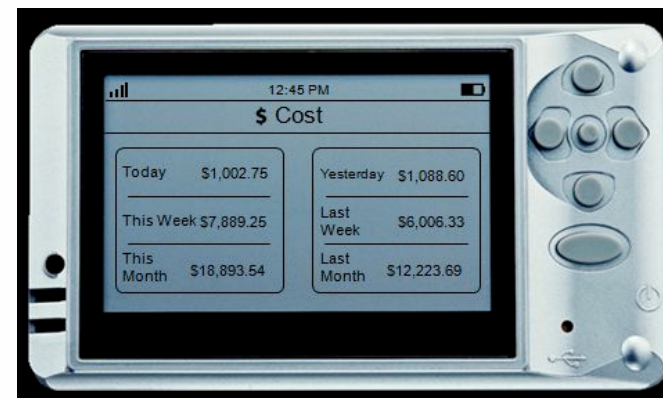 12:45 PM
$ Cost
Today $1,002.75
This Week $7,889.25
This
Month $18,893.54
Yesterday $1,088.60
Last
Week $6,006.33
Last
Month $12,223.69